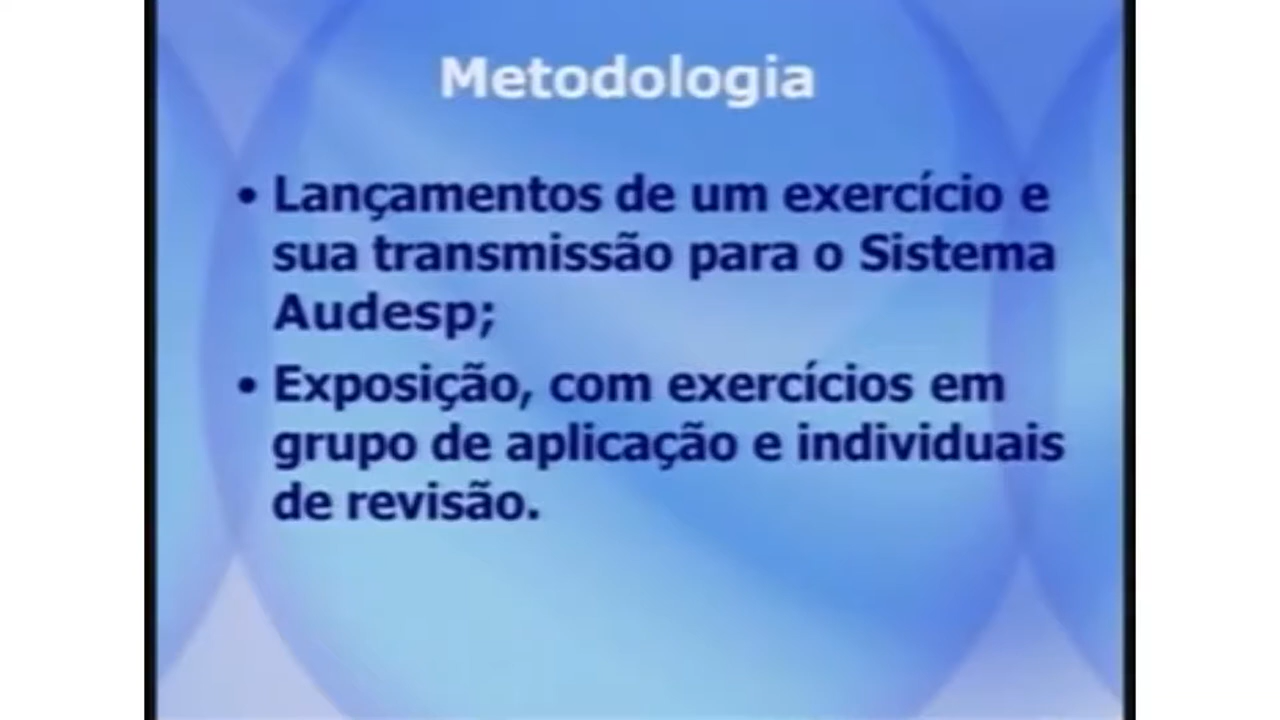 Metodologia
• Lançamentos de um exercício e
sua transmissão para o Sistema
Audesp;
• Exposição, com exercícios em
grupo de aplicação e individuais
de revisão.